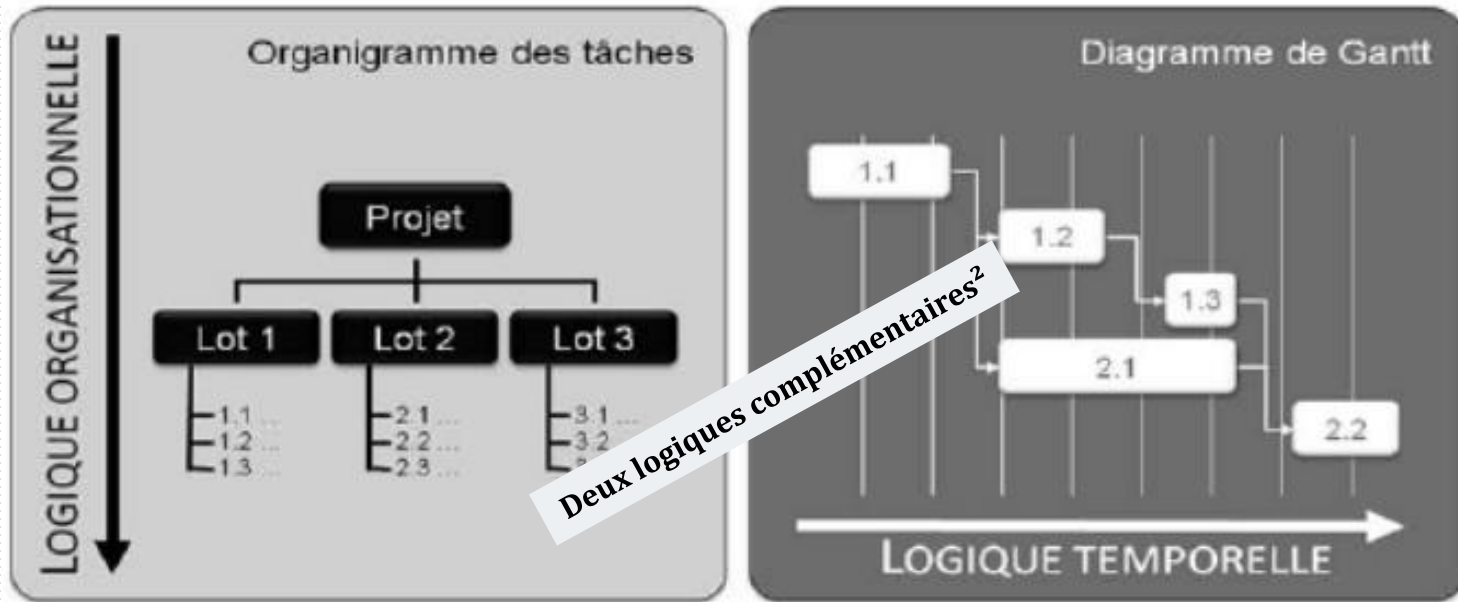 LOGIQUE ORGANISATIONNELLE
Organigramme des tâches
Projet
Lot 1 Lot 2 Lot 3
1.1 ... 2.1 ... 3.1 ...
1.2 ... 2.2 ... 3.2 ...
1.3 ... 2.3 ...
Deux logiques complémentaires²
Diagramme de Gantt
1.1
1.2
1.3
2.1
2.2
LOGIQUE TEMPORELLE